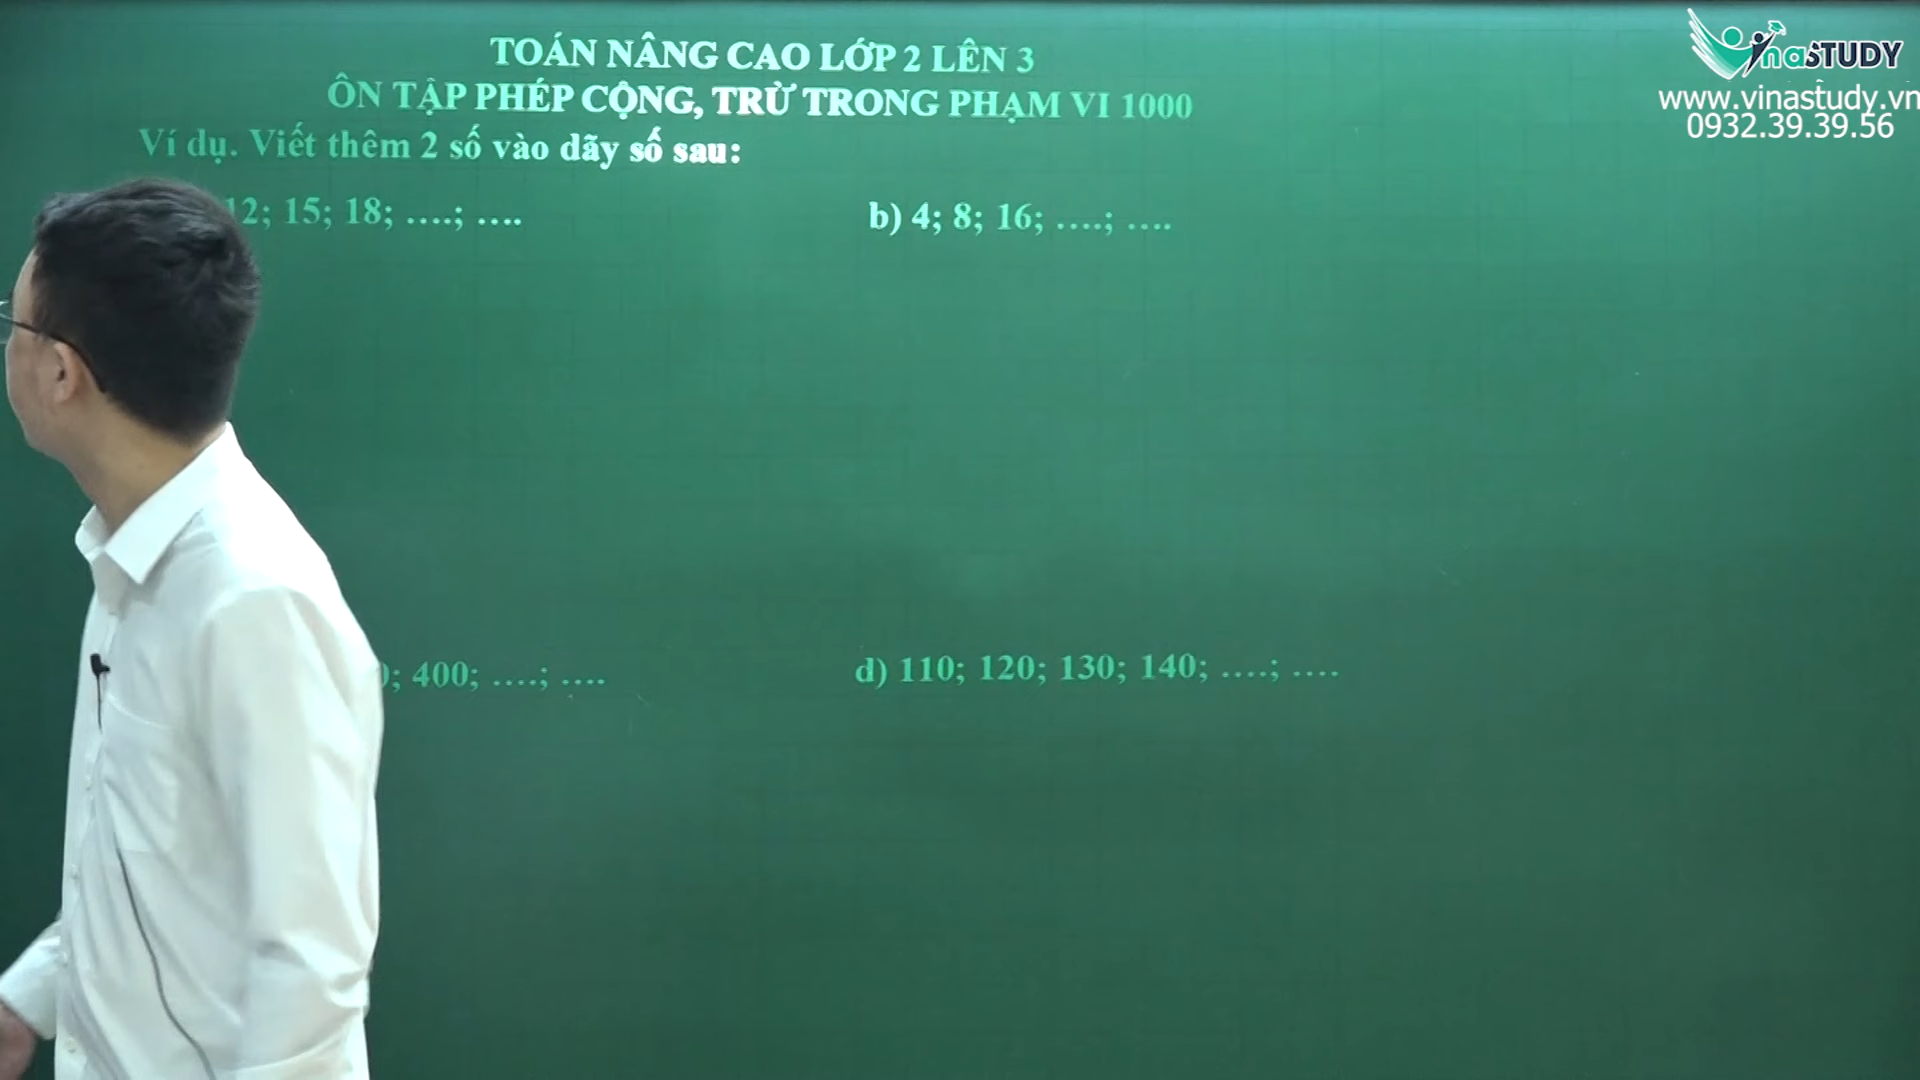 TOÁN NÂNG CAO LỚP 2 LÊN 3
ÔN TẬP PHÉP CỘNG, TRỪ TRONG PHẠM VI 1000
Ví dụ. Viết thêm 2 số vào dãy số sau:
12; 15; 18; ....; ....
b) 4; 8; 16; ....; ....
0; 400; ....; ....
d) 110; 120; 130; 140; ....; ....
VinaSTUDY
www.vinastudy.vn
0932.39.39.56